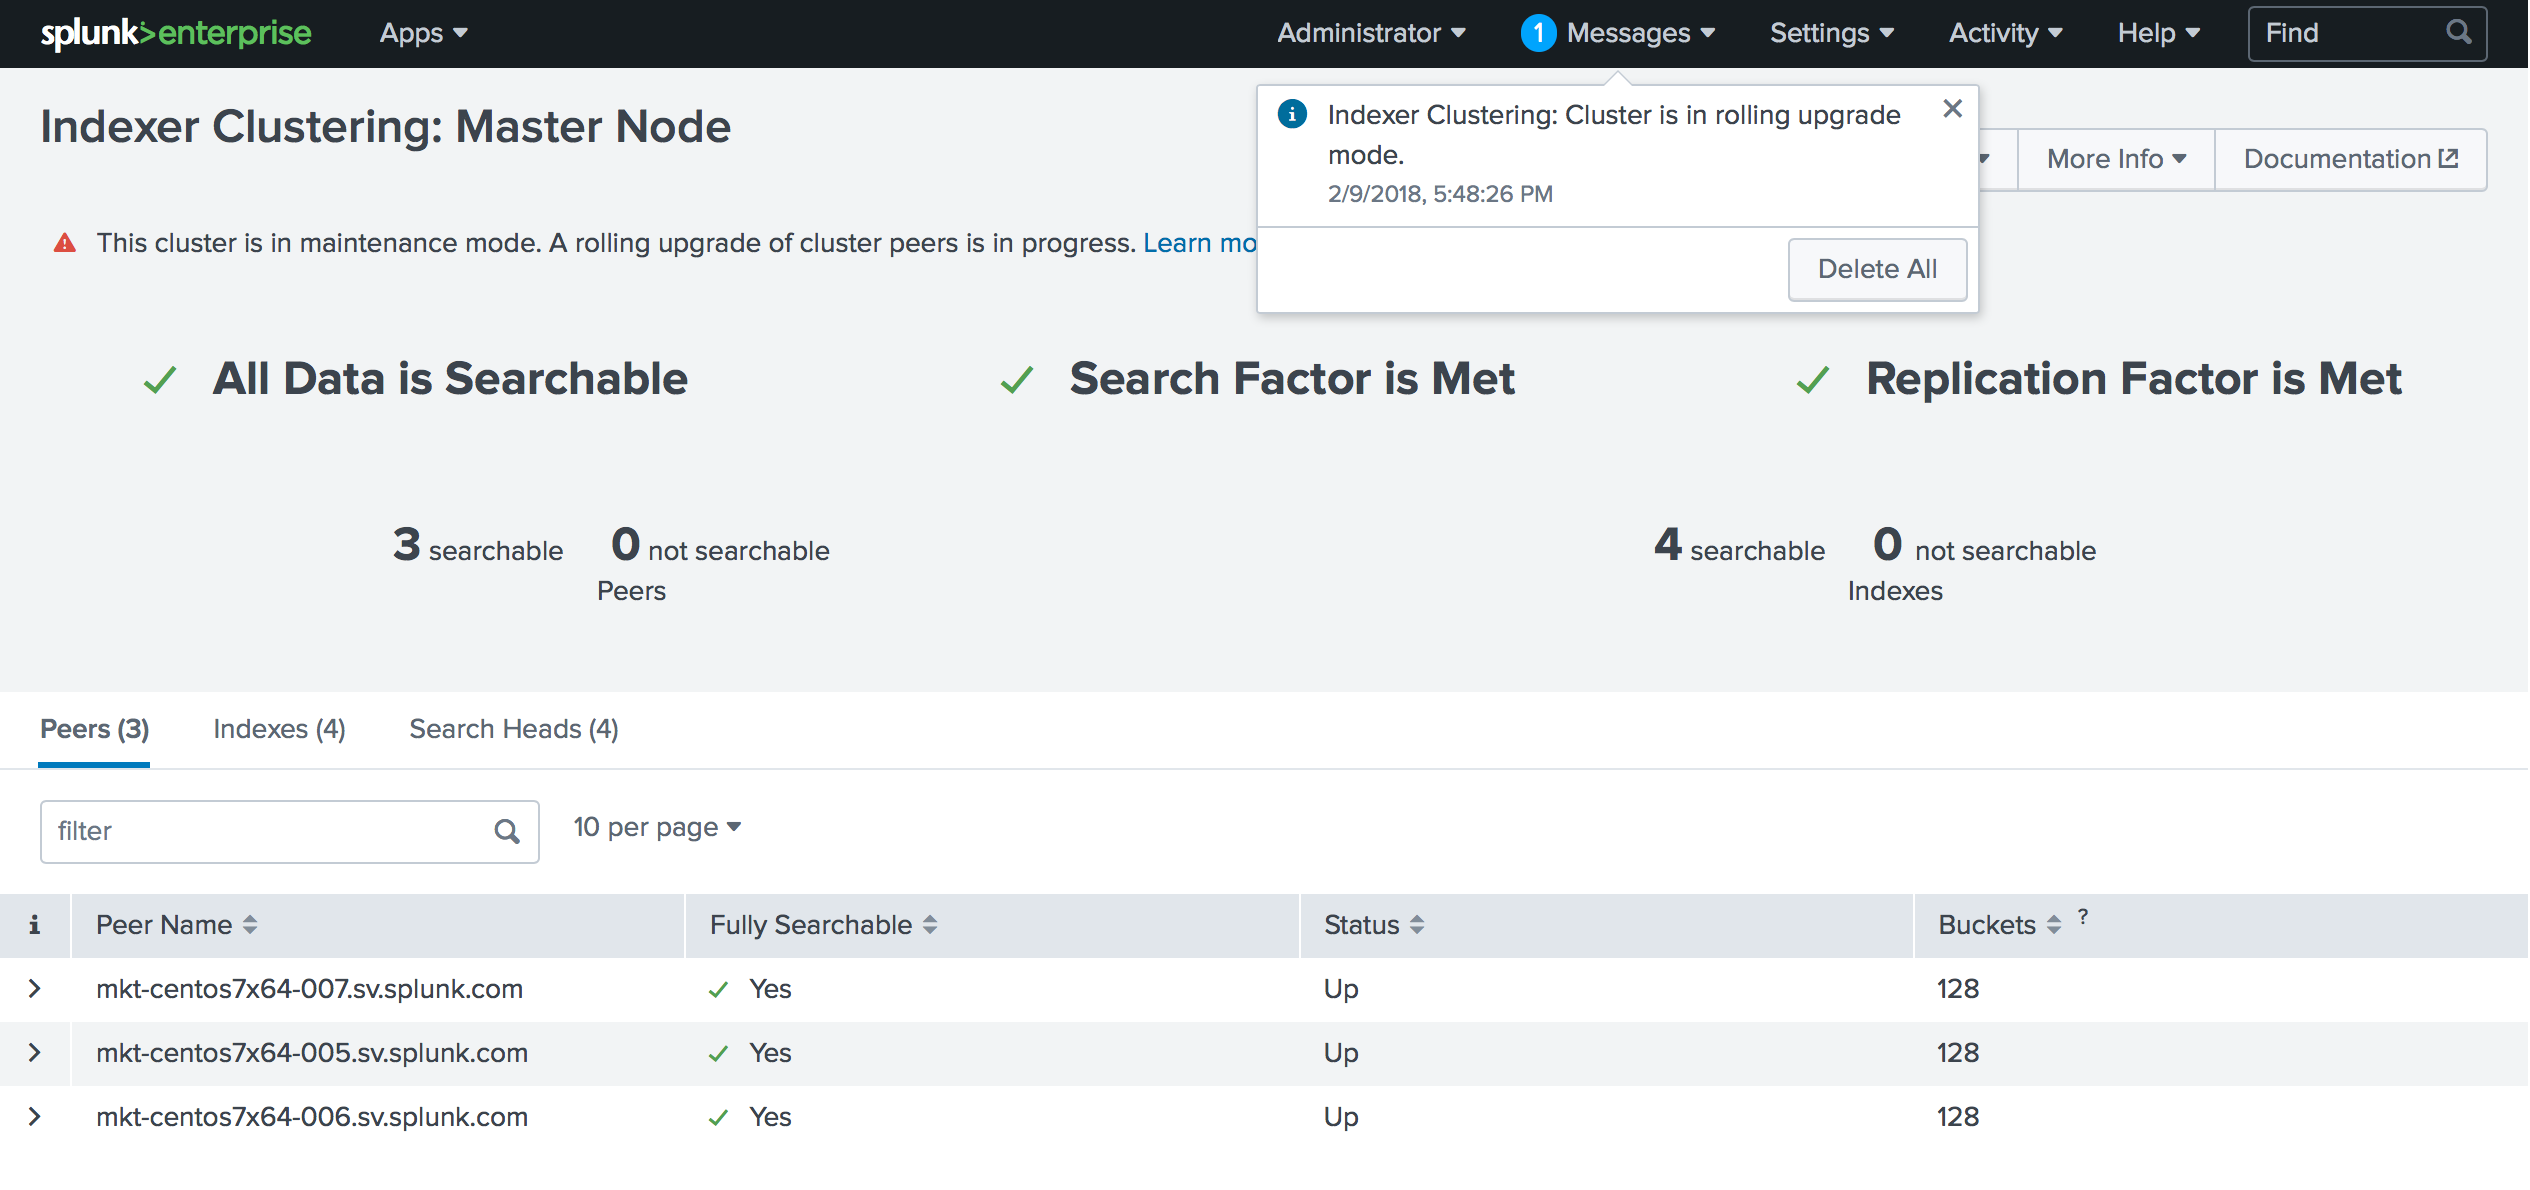 splunk>enterprise Apps Administrator 1 Messages Settings Activity Help Find
Indexer Clustering: Master Node
Indexer Clustering: Cluster is in rolling upgrade
mode.
2/9/2018, 5:48:26 PM
Delete All
More Info Documentation
This cluster is in maintenance mode. A rolling upgrade of cluster peers is in progress. Learn mo
All Data is Searchable Search Factor is Met Replication Factor is Met
3 searchable 0 not searchable 4 searchable 0 not searchable
Peers Indexes
Peers (3) Indexes (4) Search Heads (4)
filter 10 per page
i Peer Name Fully Searchable Status Buckets ?
mkt-centos7x64-007.sv.splunk.com Yes Up 128
mkt-centos7x64-005.sv.splunk.com Yes Up 128
mkt-centos7x64-006.sv.splunk.com Yes Up 128